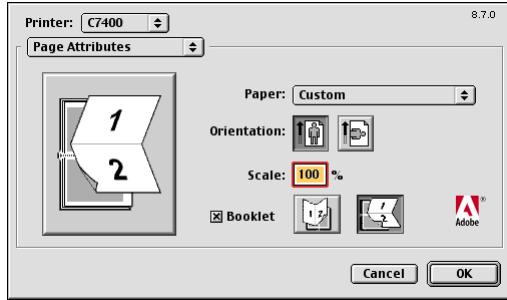 Printer: C7400
8.7.0
Page Attributes
1
2
Paper: Custom
Orientation:
Scale: 100 %
Booklet
1 2
1
2
Adobe
Cancel OK